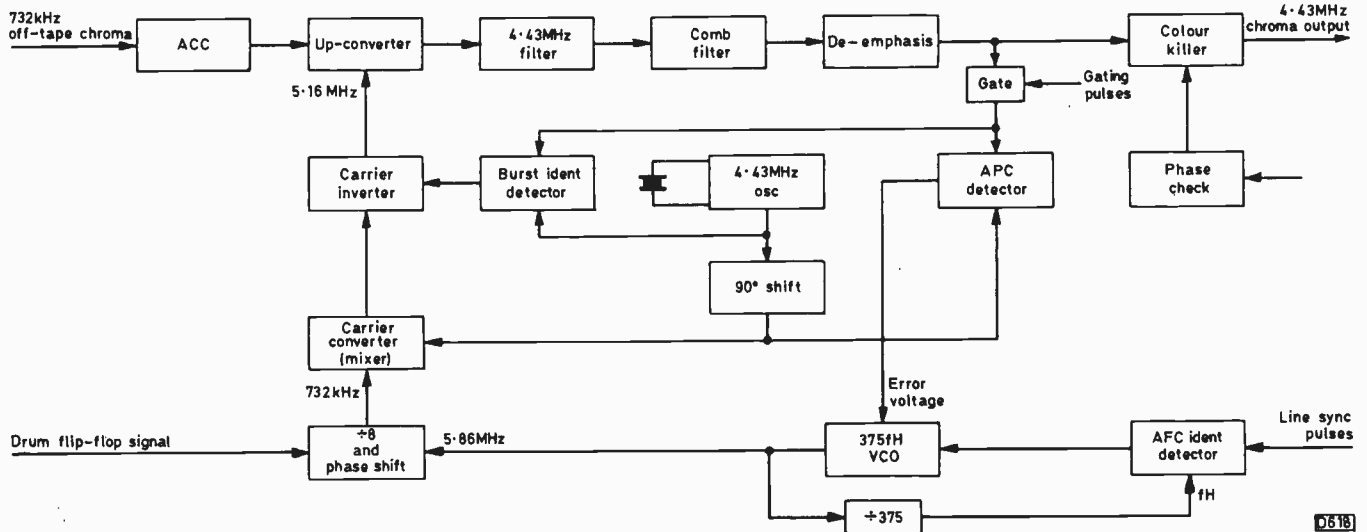 732kHz
off-tape chroma
ACC
Up-converter
4·43MHz
filter
Comb
filter
De-emphasis
Colour
killer
4·43MHz
chroma output
Gate
Gating
pulses
5·16 MHz
Carrier
inverter
Burst ident
detector
4·43MHz
osc
APC
detector
Phase
check
90° shift
Carrier
converter
(mixer)
732kHz
Error
voltage
Drum flip-flop signal
÷8
and
phase shift
5·86MHz
375fH
VCO
AFC ident
detector
Line sync
pulses
fH
÷375
D618